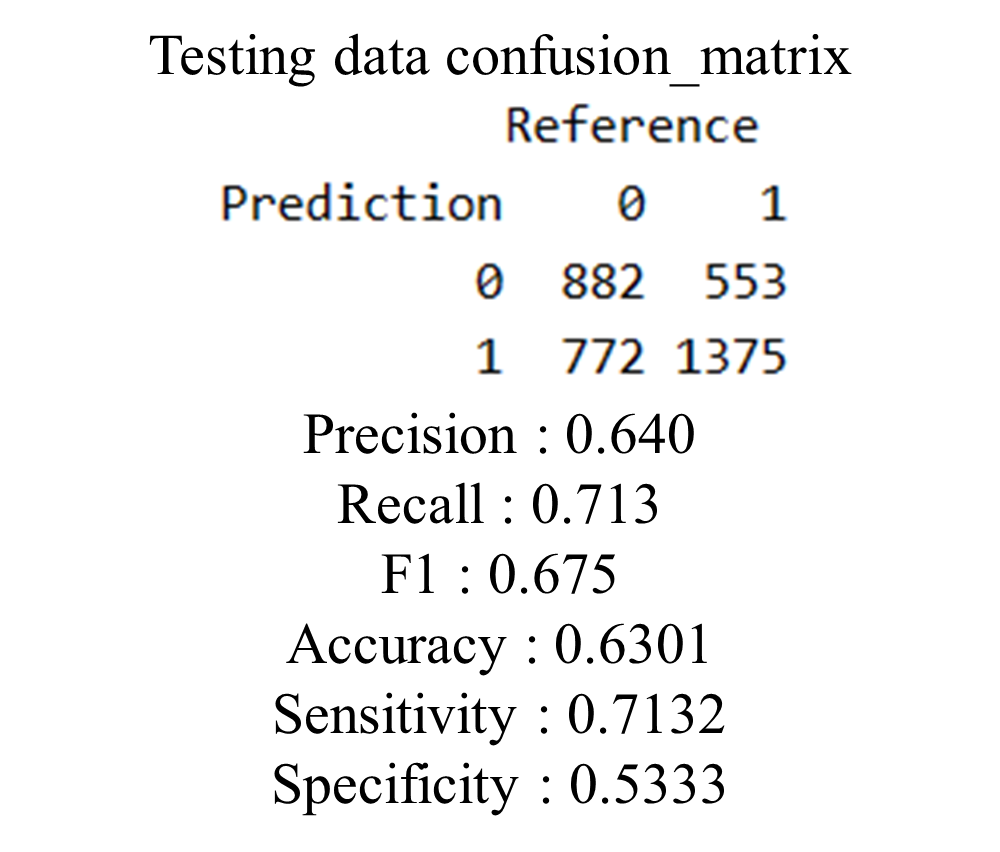 Testing data confusion_matrix
Reference
Prediction 0 1
0 882 553
1 772 1375
Precision : 0.640
Recall : 0.713
F1 : 0.675
Accuracy : 0.6301
Sensitivity : 0.7132
Specificity : 0.5333